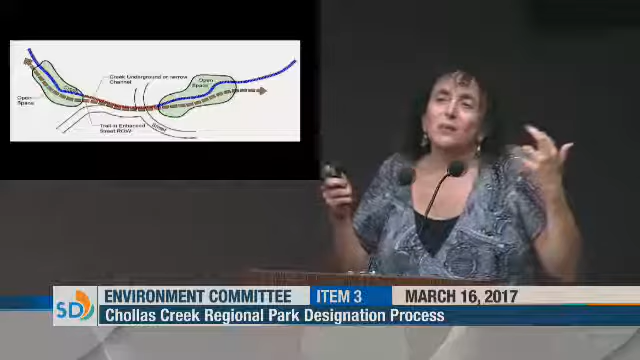 Creek Underground or narrow
Channel
Open
Space
Open
Space
Trail in Enhanced
Street ROW
Street
SD
ENVIRONMENT COMMITTEE
ITEM 3
MARCH 16, 2017
Chollas Creek Regional Park Designation Process